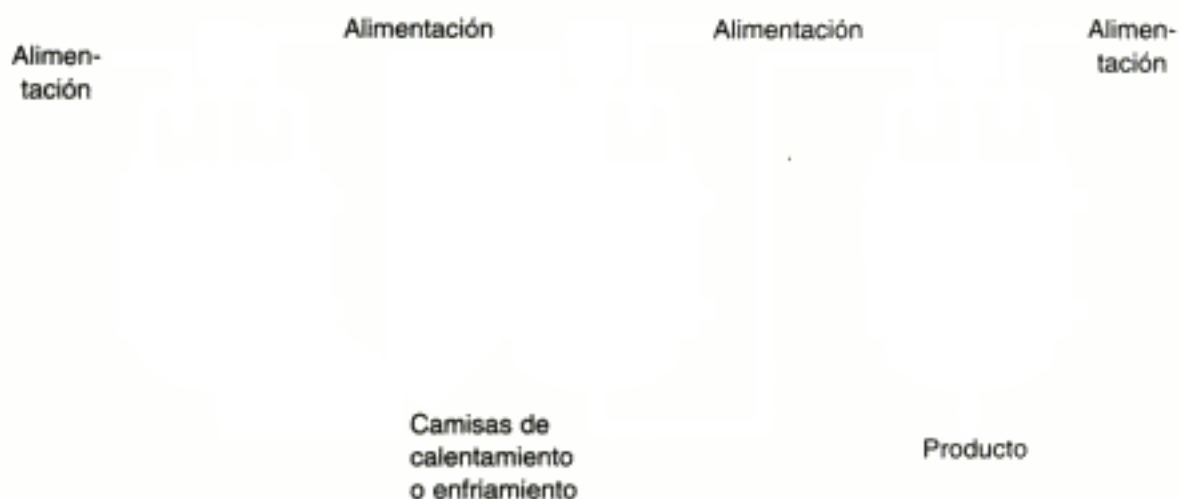 Alimentación
Alimentación
Alimen-
tación
Alimen-
tación
Camisas de
calentamiento
o enfriamiento
Producto